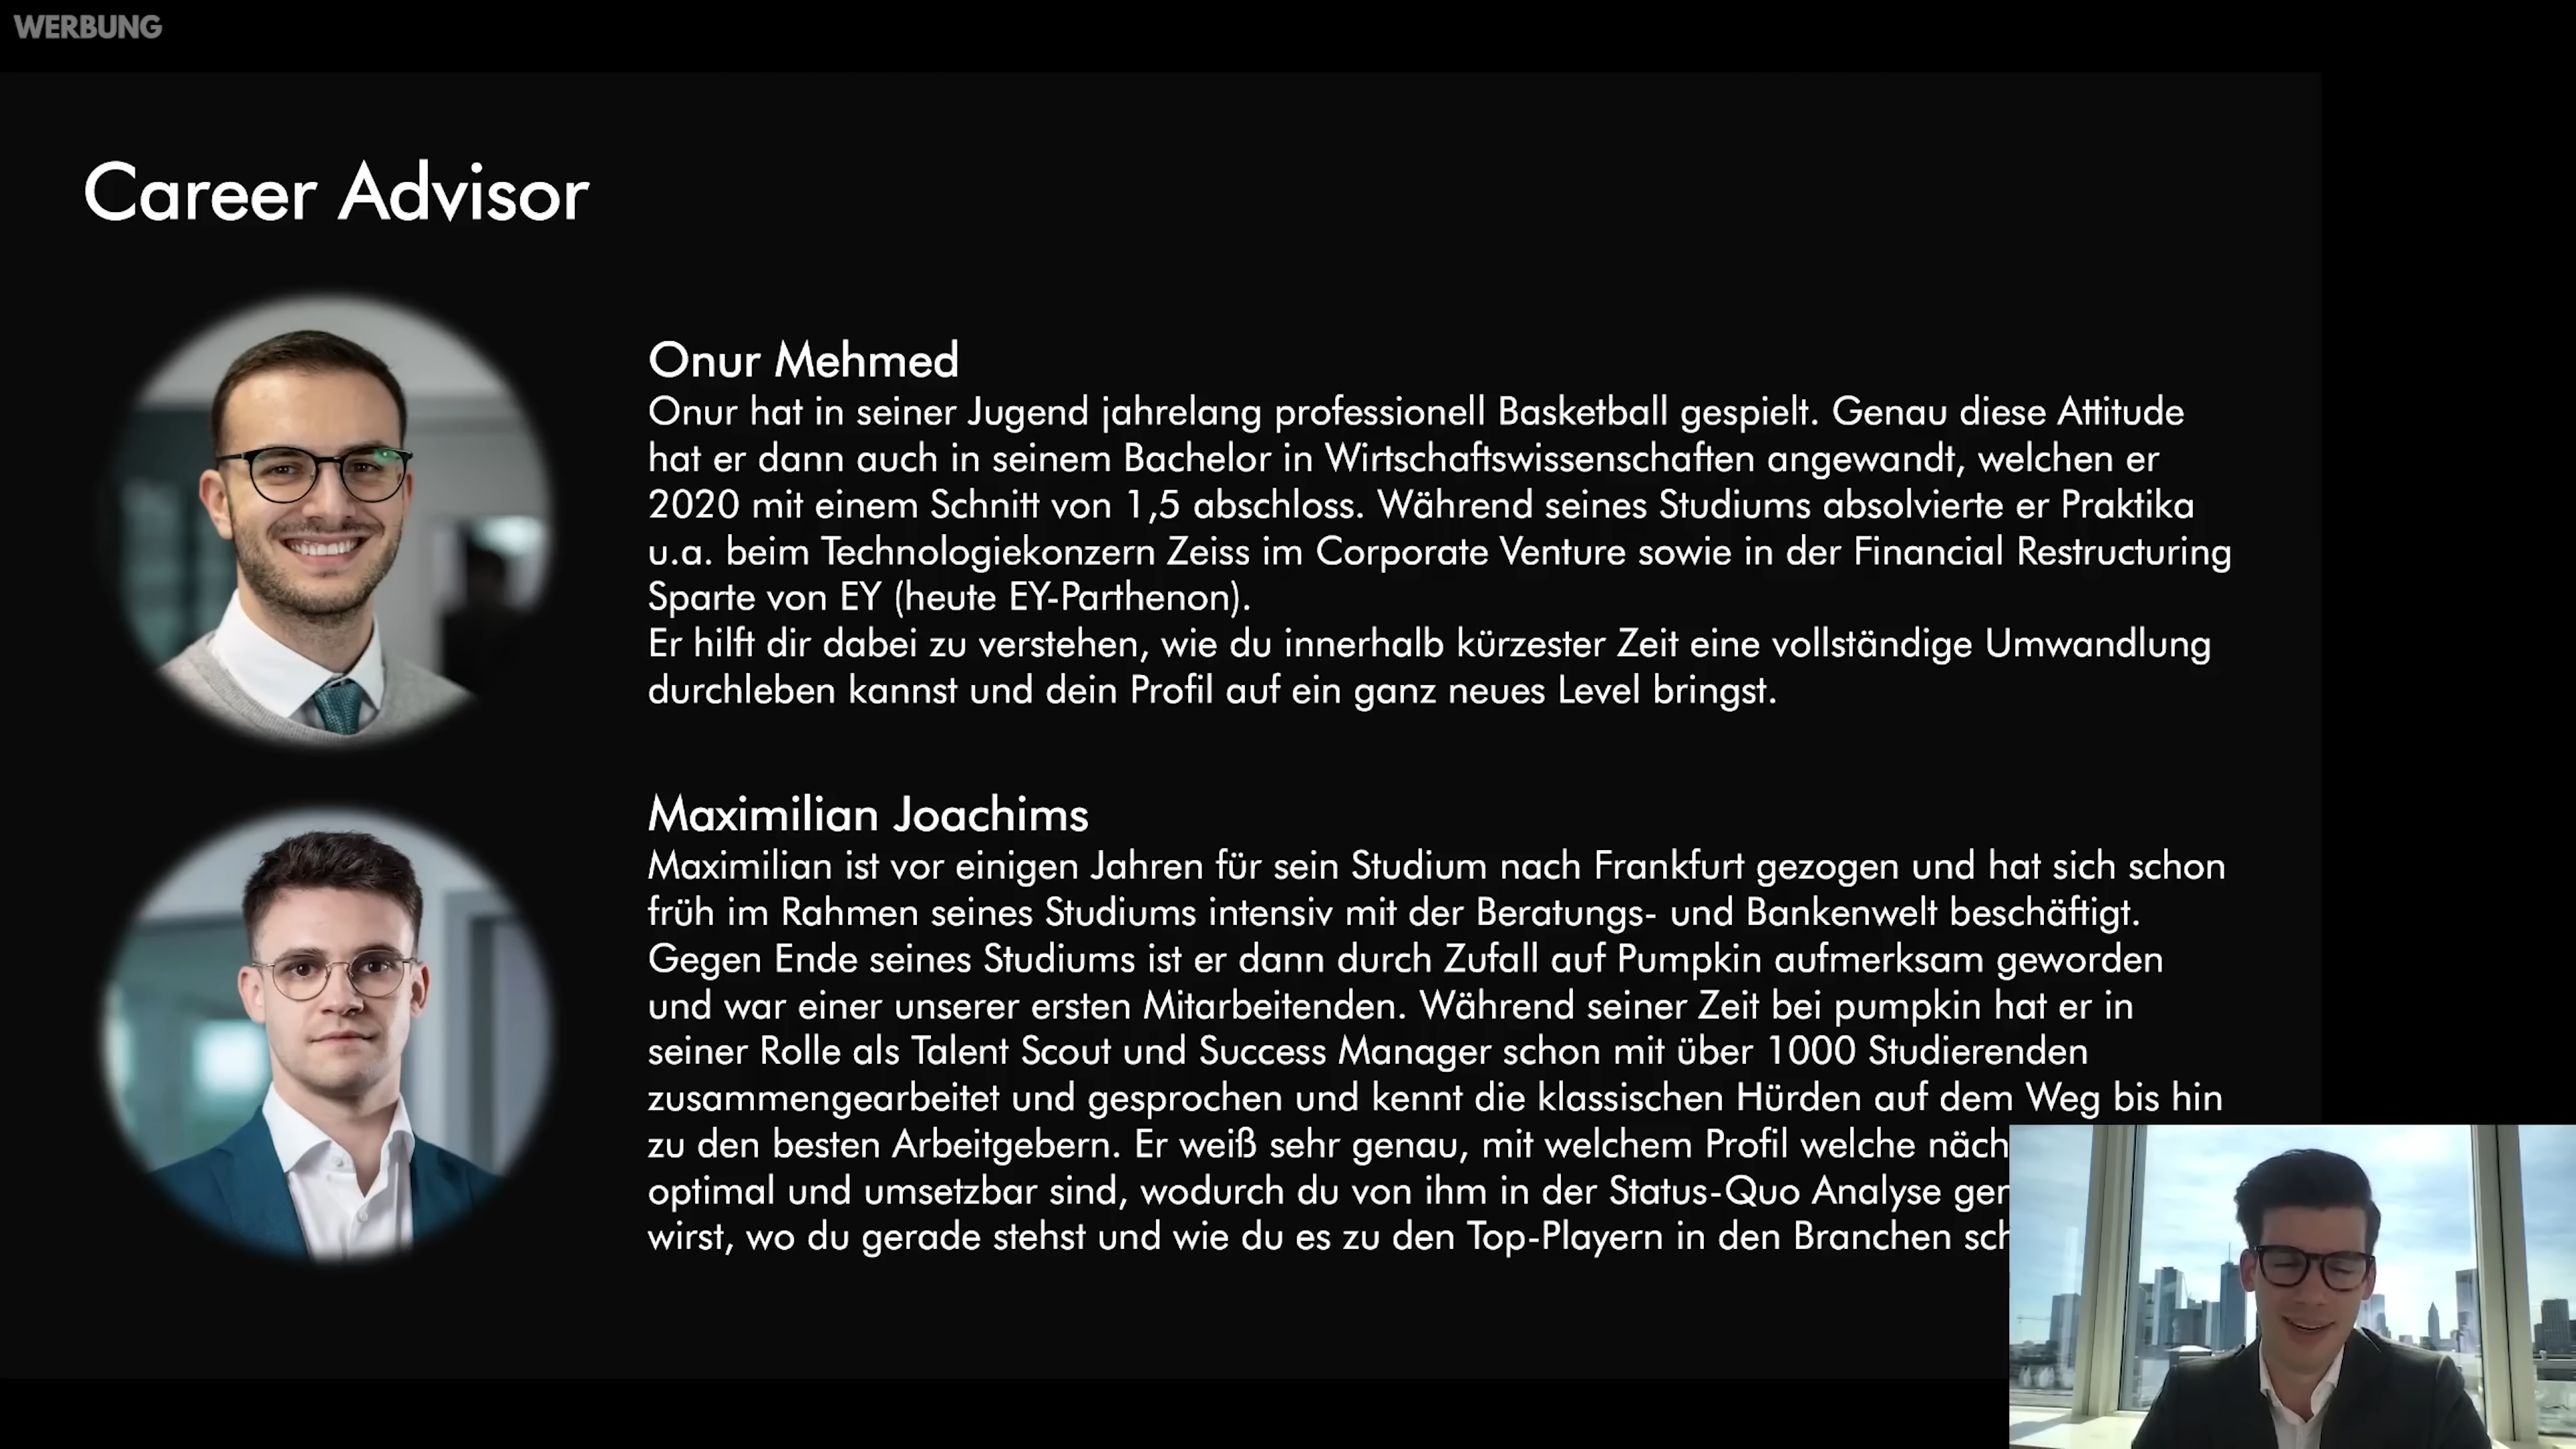 WERBUNG
Career Advisor
Onur Mehmed
Onur hat in seiner Jugend jahrelang professionell Basketball gespielt. Genau diese Attitude
hat er dann auch in seinem Bachelor in Wirtschaftswissenschaften angewandt, welchen er
2020 mit einem Schnitt von 1,5 abschloss. Während seines Studiums absolvierte er Praktika
u.a. beim Technologiekonzern Zeiss im Corporate Venture sowie in der Financial Restructuring
Sparte von EY (heute EY-Parthenon).
Er hilft dir dabei zu verstehen, wie du innerhalb kürzester Zeit eine vollständige Umwandlung
durchleben kannst und dein Profil auf ein ganz neues Level bringst.
Maximilian Joachims
Maximilian ist vor einigen Jahren für sein Studium nach Frankfurt gezogen und hat sich schon
früh im Rahmen seines Studiums intensiv mit der Beratungs- und Bankenwelt beschäftigt.
Gegen Ende seines Studiums ist er dann durch Zufall auf Pumpkin aufmerksam geworden
und war einer unserer ersten Mitarbeitenden. Während seiner Zeit bei pumpkin hat er in
seiner Rolle als Talent Scout und Success Manager schon mit über 1000 Studierenden
zusammengearbeitet und gesprochen und kennt die klassischen Hürden auf dem Weg bis hin
zu den besten Arbeitgebern. Er weiß sehr genau, mit welchem Profil welche
optimal und umsetzbar sind, wodurch du von ihm in der Status-Quo Analyse
wirst, wo du gerade stehst und wie du es zu den Top-Playern in den Branchen